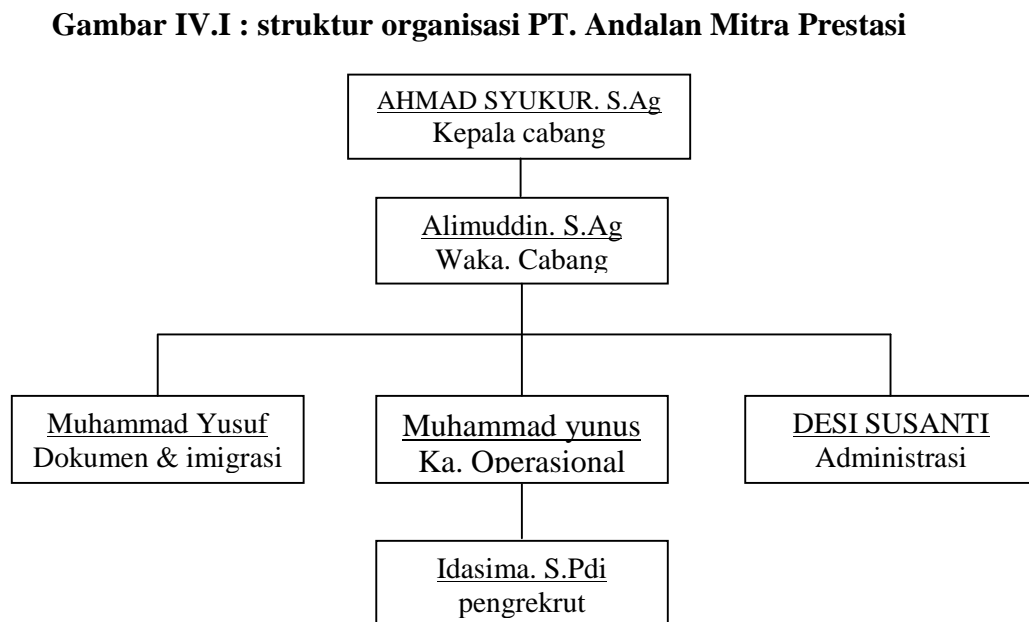 Gambar IV.I : struktur organisasi PT. Andalan Mitra Prestasi
AHMAD SYUKUR. S.Ag
Kepala cabang
Alimuddin. S.Ag
Waka. Cabang
Muhammad Yusuf
Dokumen & imigrasi
Muhammad yunus
Ka. Operasional
DESI SUSANTI
Administrasi
Idasima. S.Pdi
pengrekrut